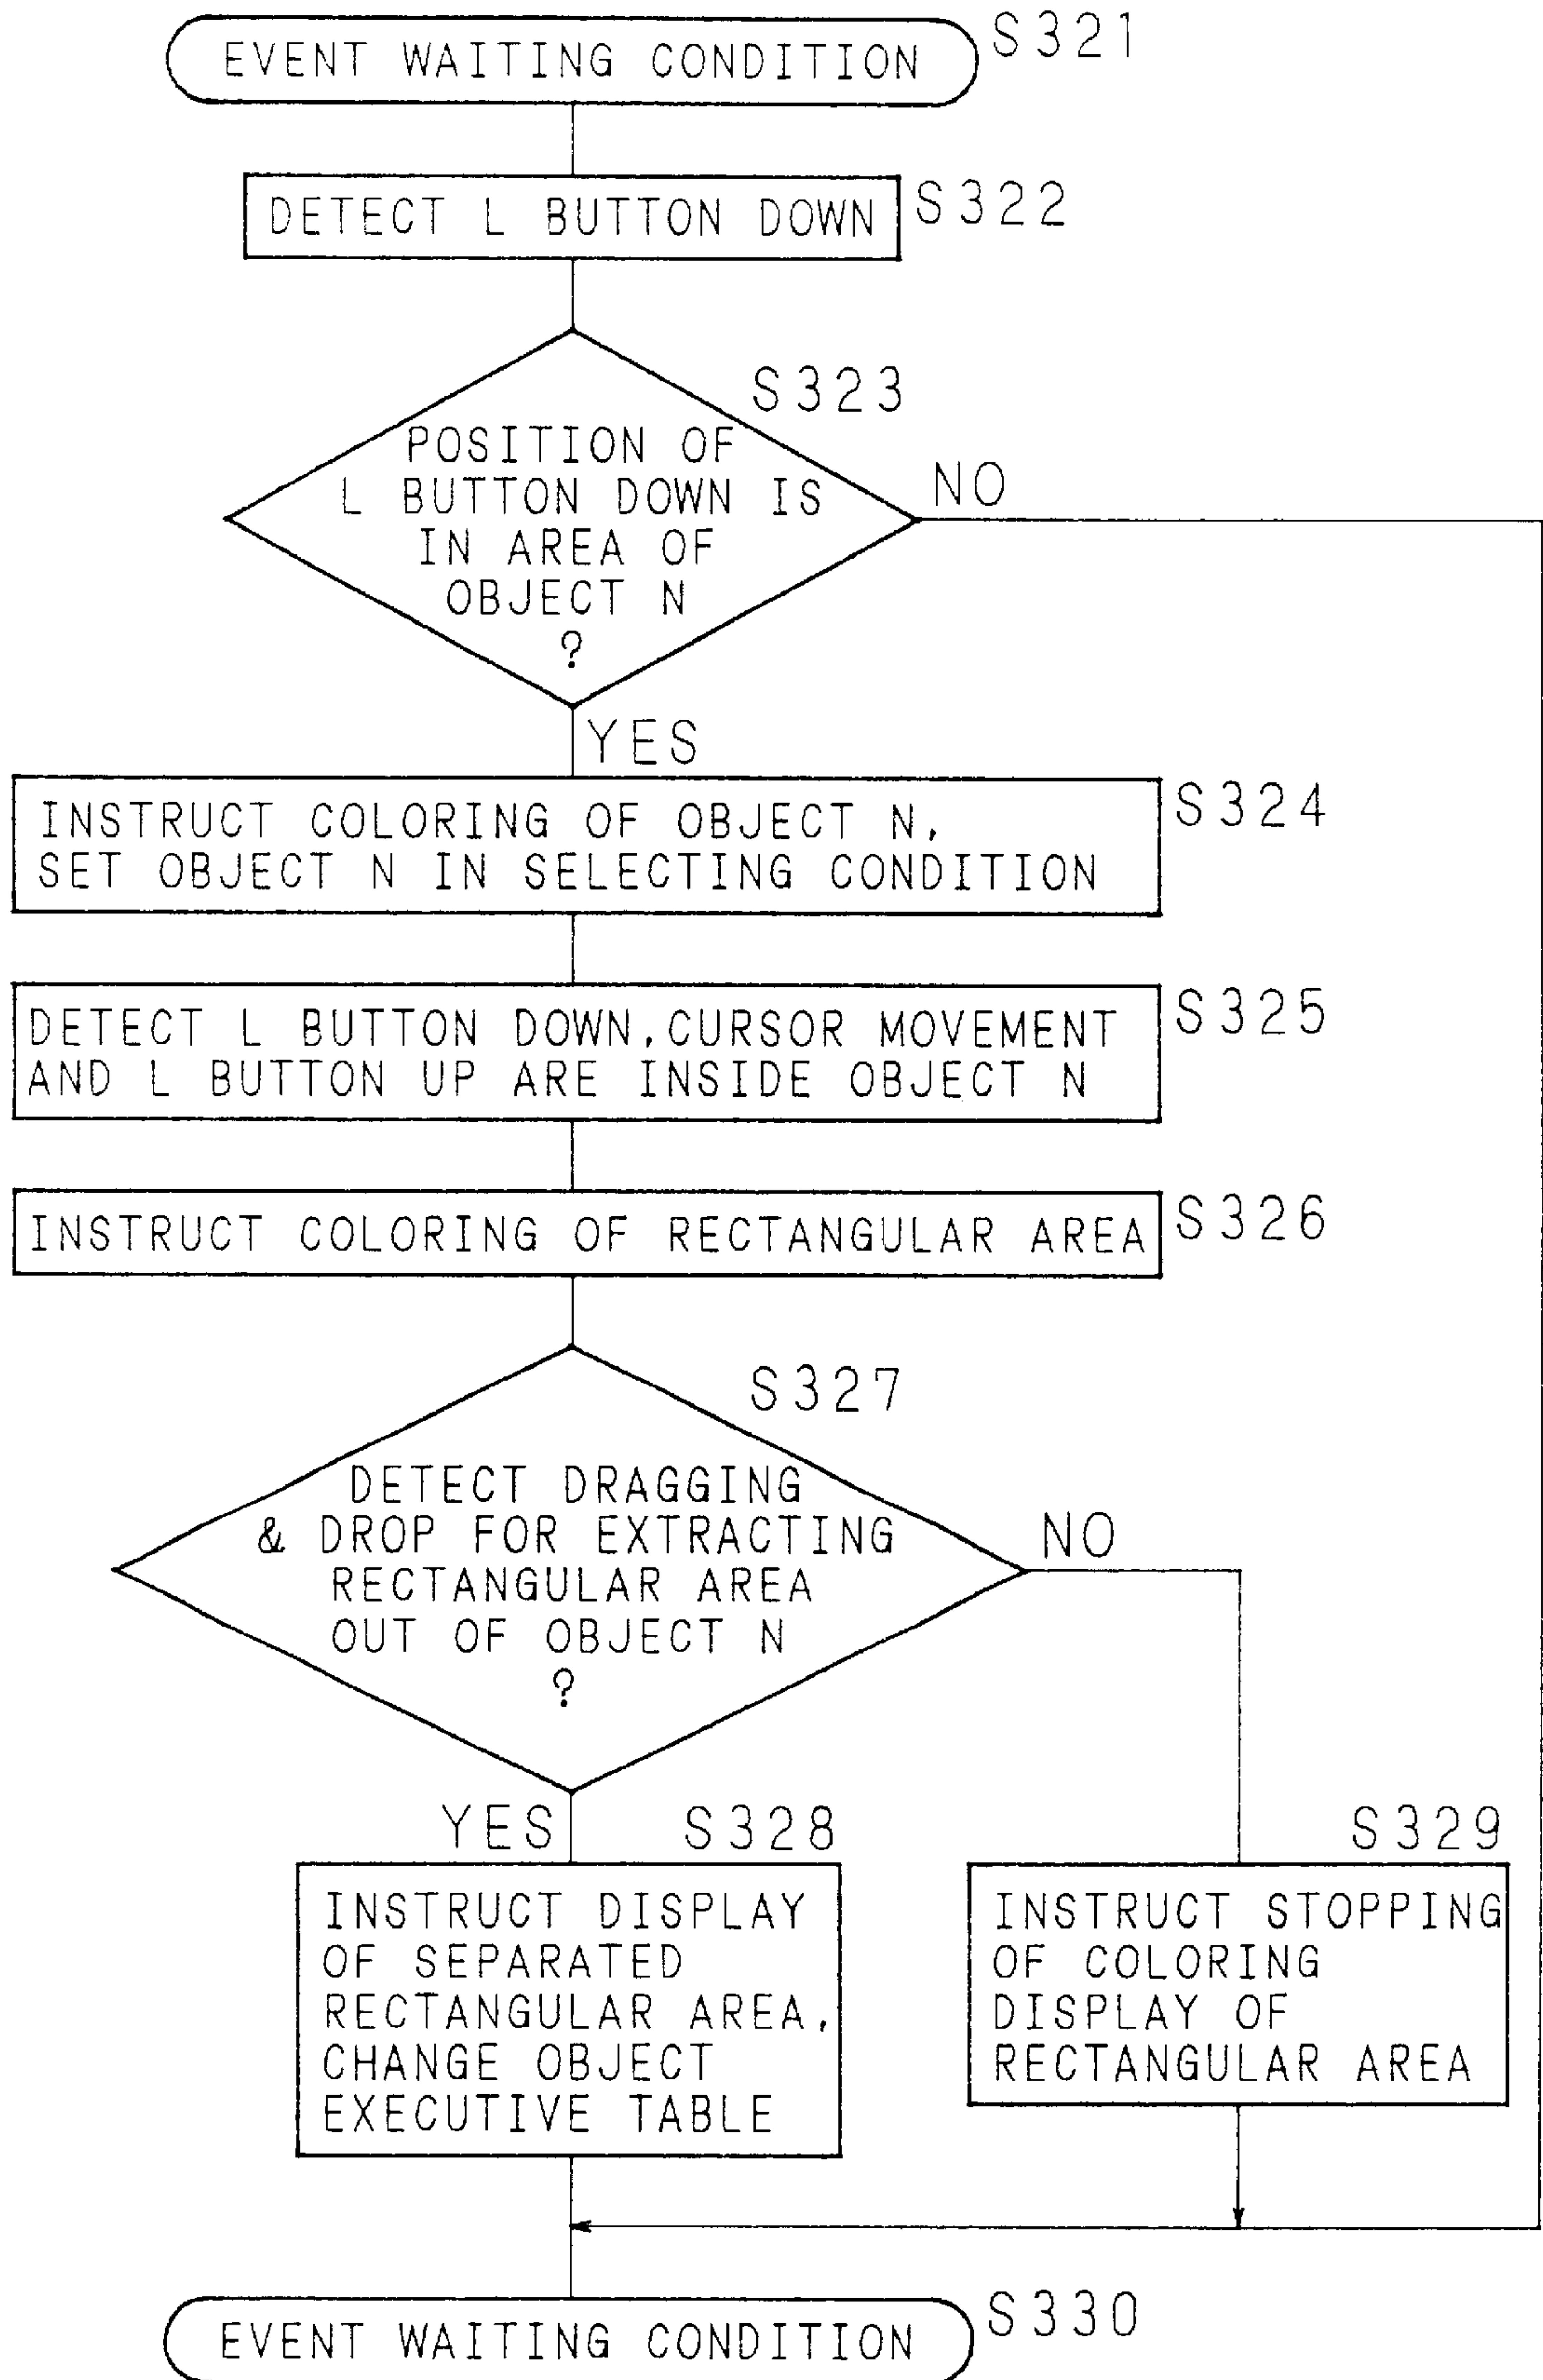 EVENT WAITING CONDITION
S321
DETECT L BUTTON DOWN
S322
S323
POSITION OF
L BUTTON DOWN IS
IN AREA OF
OBJECT N
?
NO
YES
INSTRUCT COLORING OF OBJECT N,
SET OBJECT N IN SELECTING CONDITION
S324
DETECT L BUTTON DOWN,CURSOR MOVEMENT
AND L BUTTON UP ARE INSIDE OBJECT N
S325
INSTRUCT COLORING OF RECTANGULAR AREA
S326
S327
DETECT DRAGGING
& DROP FOR EXTRACTING
RECTANGULAR AREA
OUT OF OBJECT N
?
NO
YES
S328
INSTRUCT DISPLAY
OF SEPARATED
RECTANGULAR AREA,
CHANGE OBJECT
EXECUTIVE TABLE
S329
INSTRUCT STOPPING
OF COLORING
DISPLAY OF
RECTANGULAR AREA
EVENT WAITING CONDITION
S330